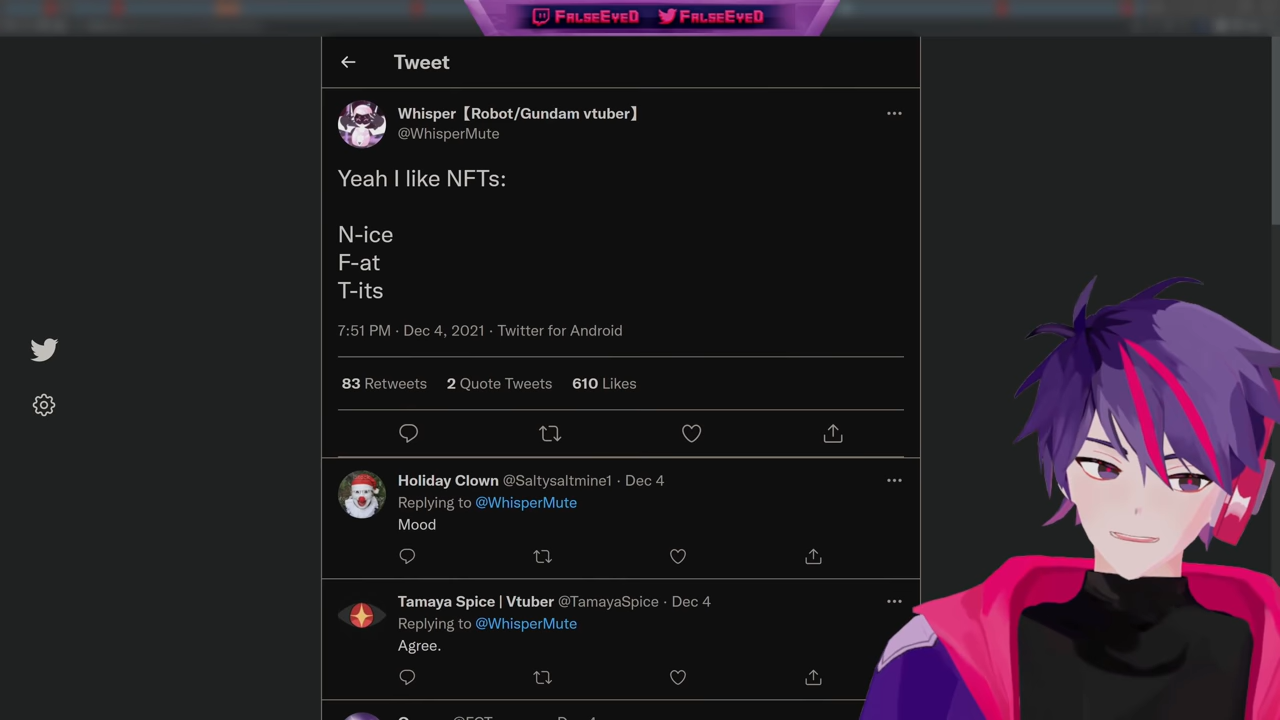 FalseEyeD FalseEyeD
Tweet
Whisper【Robot/Gundam vtuber】
@WhisperMute
Yeah I like NFTs:
N-ice
F-at
T-its
7:51 PM · Dec 4, 2021 · Twitter for Android
83 Retweets 2 Quote Tweets 610 Likes
Holiday Clown @Saltysaltmine1 · Dec 4
Replying to @WhisperMute
Mood
Tamaya Spice | Vtuber @TamayaSpice · Dec 4
Replying to @WhisperMute
Agree.